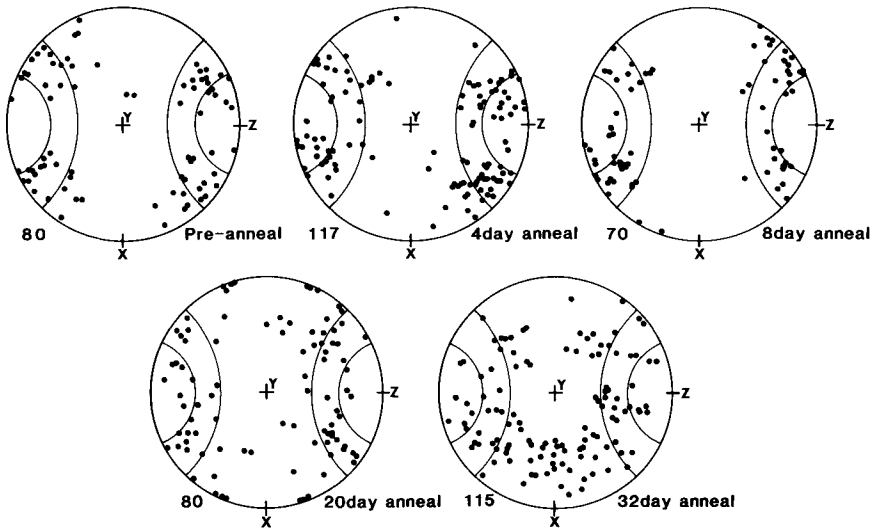 Y
Z
80
Pre-anneal
X
Y
Z
117
4day anneal
X
Y
Z
70
8day anneal
X
Y
Z
80
20day anneal
X
Y
Z
115
32day anneal
X